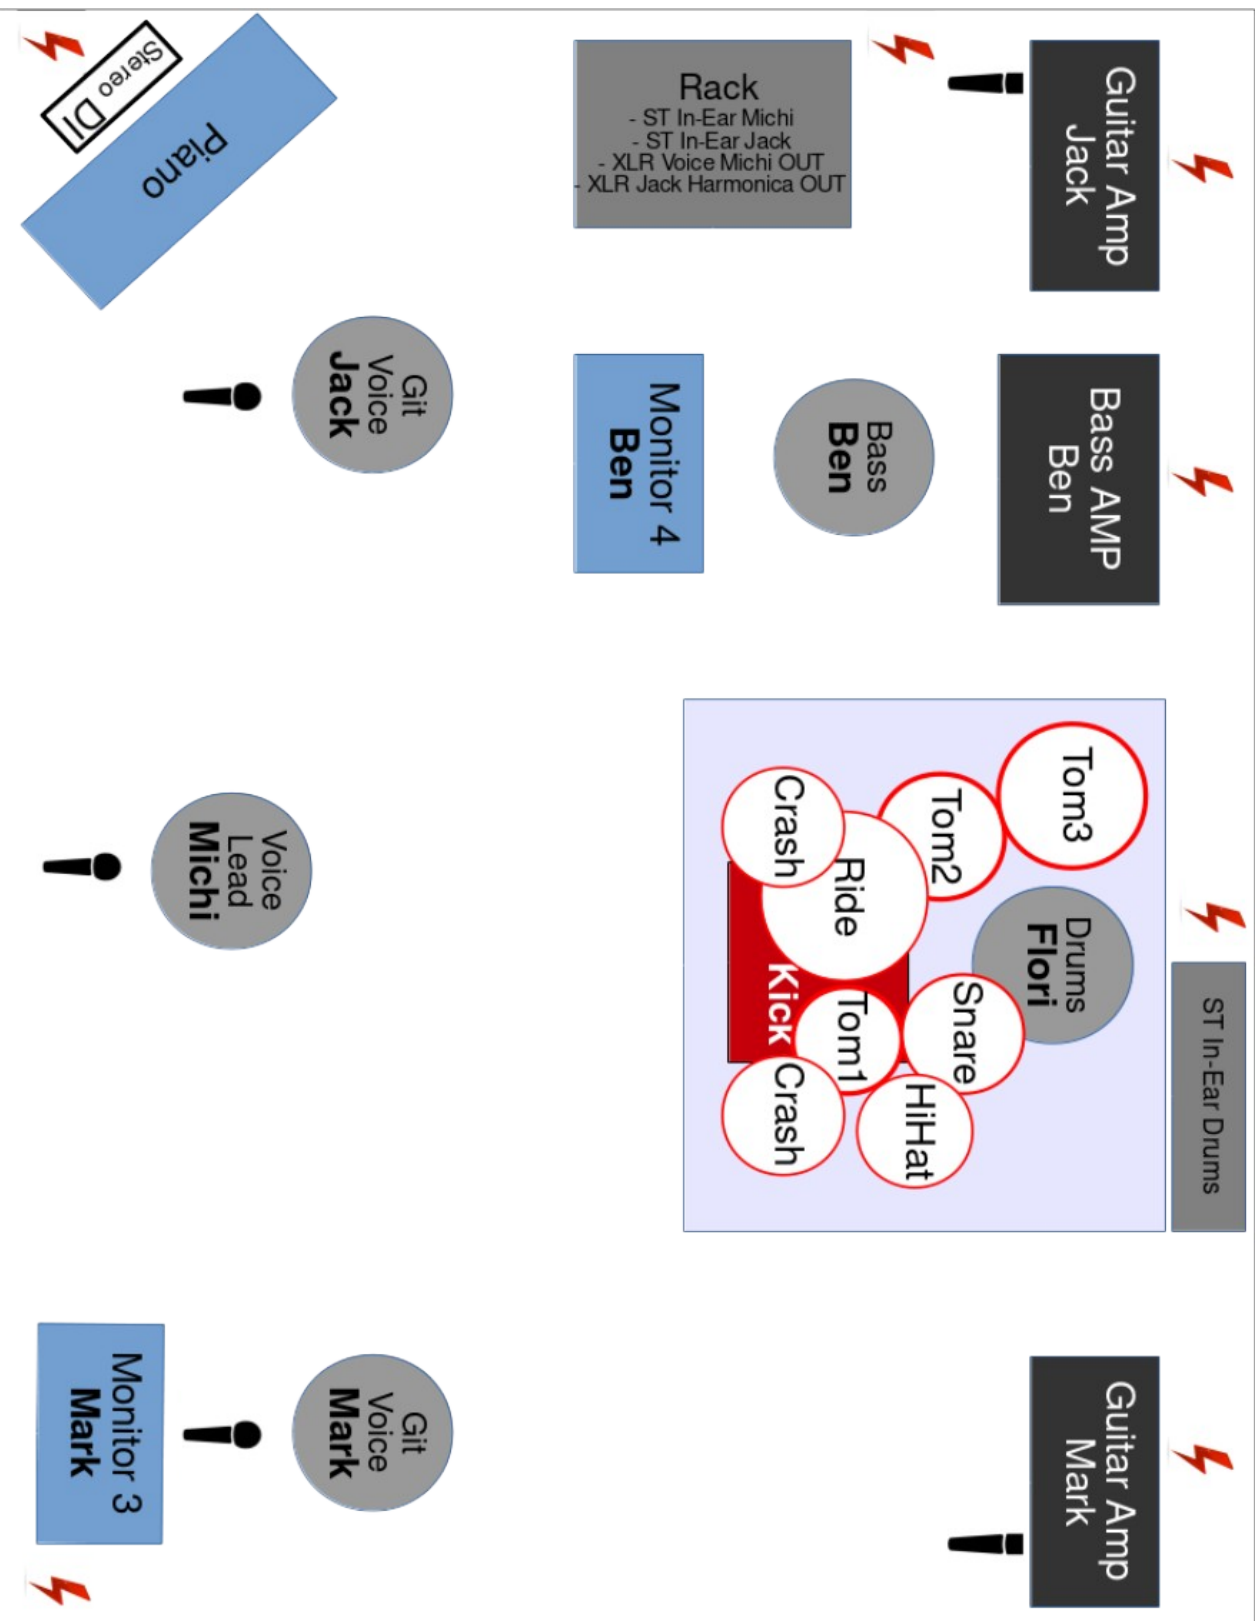 Stereo DI
Piano
Rack
- ST In-Ear Michi
- ST In-Ear Jack
- XLR Voice Michi OUT
- XLR Jack Harmonica OUT
Guitar Amp
Jack
Git
Voice
Jack
Monitor 4
Ben
Bass
Ben
Bass AMP
Ben
Voice
Lead
Michi
Tom3
Tom2
Crash
Ride
Drums
Flori
Kick
Tom1
Snare
Crash
HiHat
ST In-Ear Drums
Monitor 3
Mark
Git
Voice
Mark
Guitar Amp
Mark